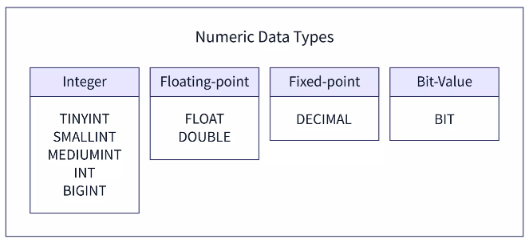 Numeric Data Types
Integer
TINYINT
SMALLINT
MEDIUMINT
INT
BIGINT
Floating-point
FLOAT
DOUBLE
Fixed-point
DECIMAL
Bit-Value
BIT